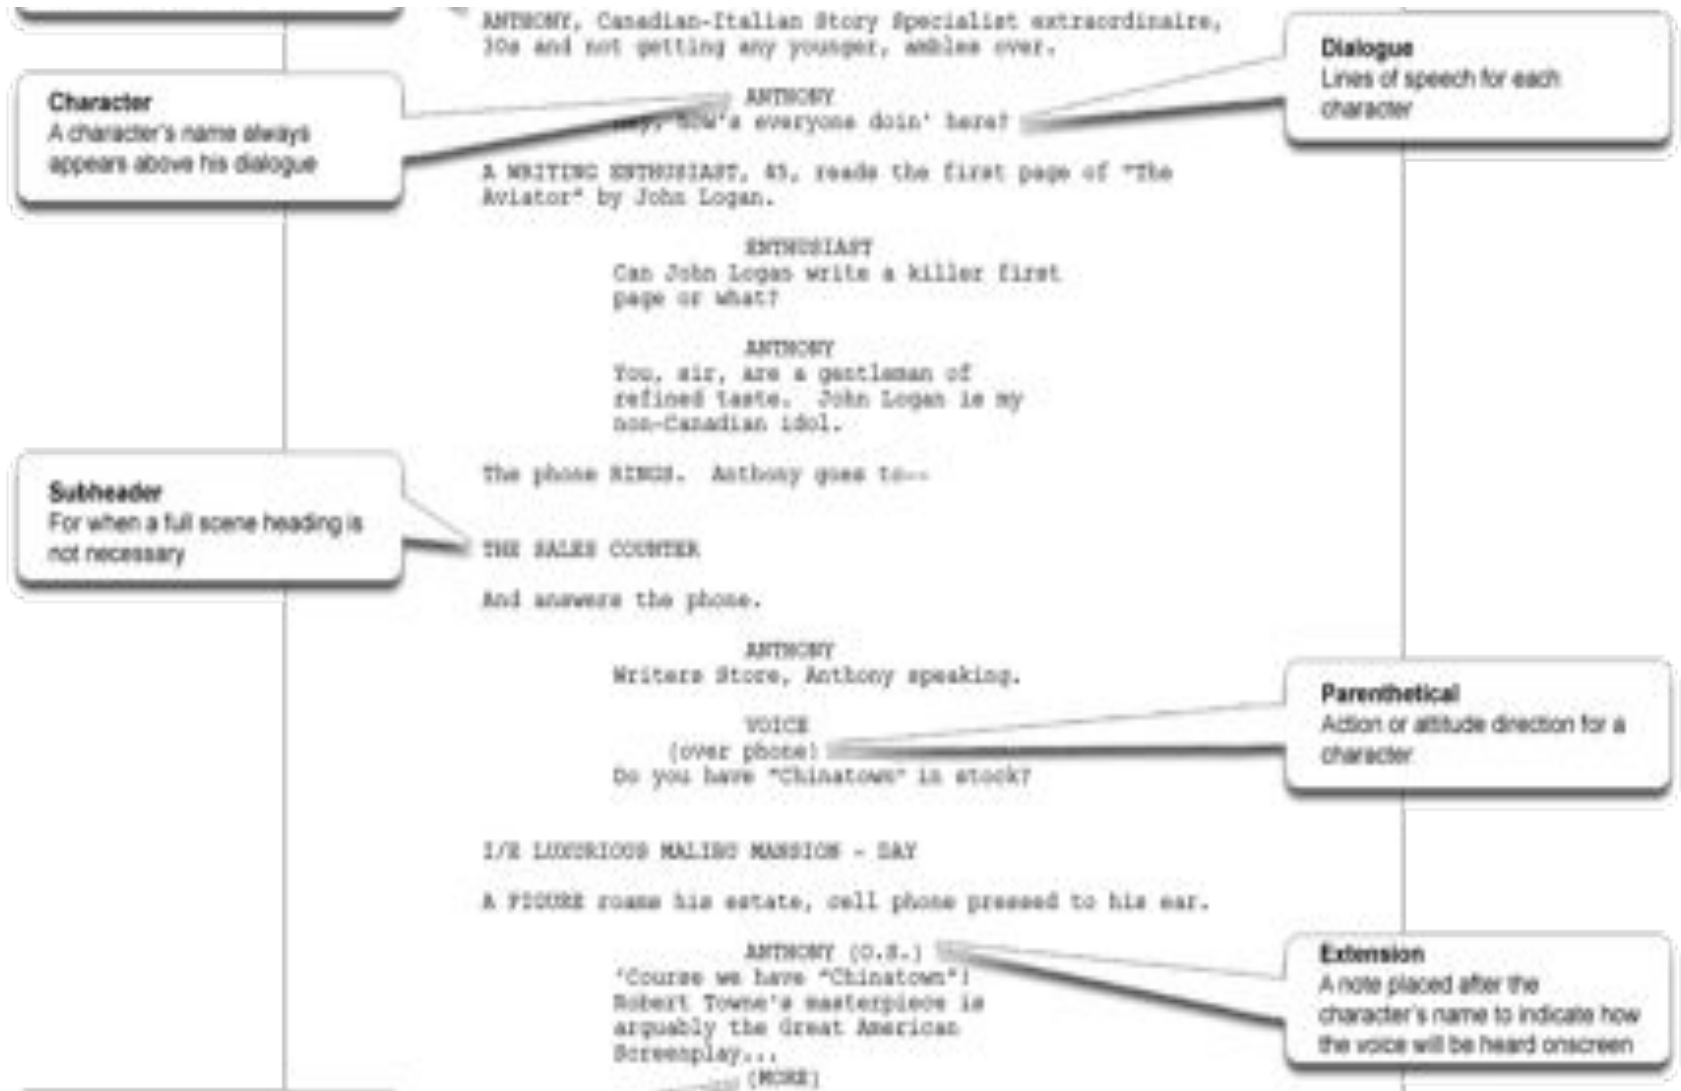 ANTHONY, Canadian-Italian Story Specialist extraordinaire,
30s and not getting any younger, ambles over.
Character
A character's name always
appears above his dialogue
Dialogue
Lines of speech for each
character
ANTHONY
Hey, how's everyone doin' here?
A WRITING ENTHUSIAST, 45, reads the first page of "The
Aviator" by John Logan.
ENTHUSIAST
Can John Logan write a killer first
page or what?
ANTHONY
You, sir, are a gentleman of
refined taste. John Logan is my
non-Canadian idol.
The phone RINGS. Anthony goes to--
Subheader
For when a full scene heading is
not necessary
THE SALES COUNTER
And answers the phone.
ANTHONY
Writers Store, Anthony speaking.
VOICE
(over phone)
Do you have "Chinatown" in stock?
Parenthetical
Action or attitude direction for a
character
I/E LUXURIOUS MALIBU MANSION - DAY
A FIGURE roams his estate, cell phone pressed to his ear.
ANTHONY (O.S.)
'Course we have "Chinatown"!
Robert Towne's masterpiece is
arguably the Great American
Screenplay...
(MORE)
Extension
A note placed after the
character's name to indicate how
the voice will be heard onscreen